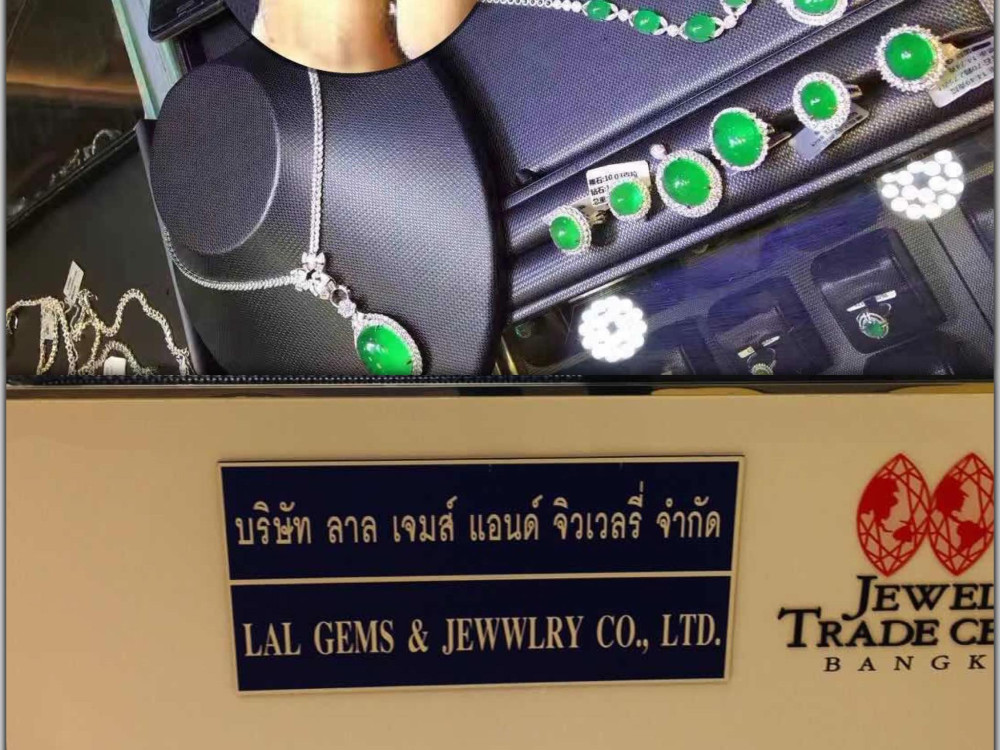 บริษัท ลาล เจมส์ แอนด์ จิวเวลรี่ จำกัด
LAL GEMS & JEWWLRY CO., LTD.
JEWEL
TRADE CE
BANGK